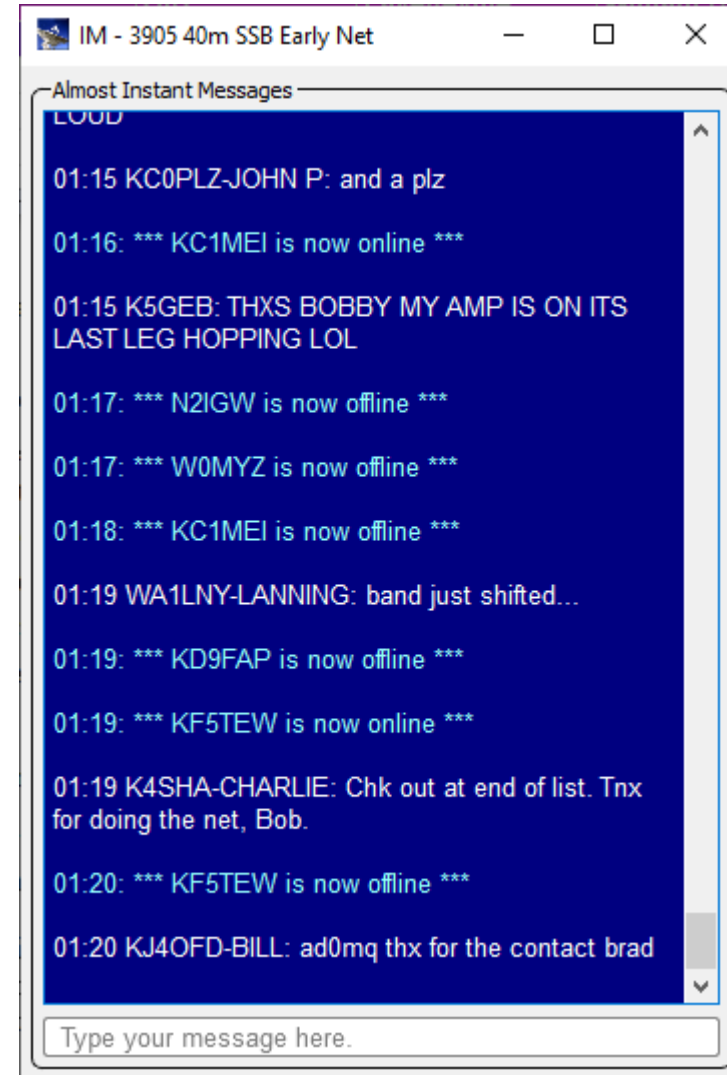 IM - 3905 40m SSB Early Net
Almost Instant Messages
LOUD
01:15 KC0PLZ-JOHN P: and a plz
01:16: *** KC1MEI is now online ***
01:15 K5GEB: THXS BOBBY MY AMP IS ON ITS
LAST LEG HOPPING LOL
01:17: *** N2IGW is now offline ***
01:17: *** W0MYZ is now offline ***
01:18: *** KC1MEI is now offline ***
01:19 WA1LNY-LANNING: band just shifted...
01:19: *** KD9FAP is now offline ***
01:19: *** KF5TEW is now online ***
01:19 K4SHA-CHARLIE: Chk out at end of list. Tnx
for doing the net, Bob.
01:20: *** KF5TEW is now offline ***
01:20 KJ4OFD-BILL: ad0mq thx for the contact brad
Type your message here.